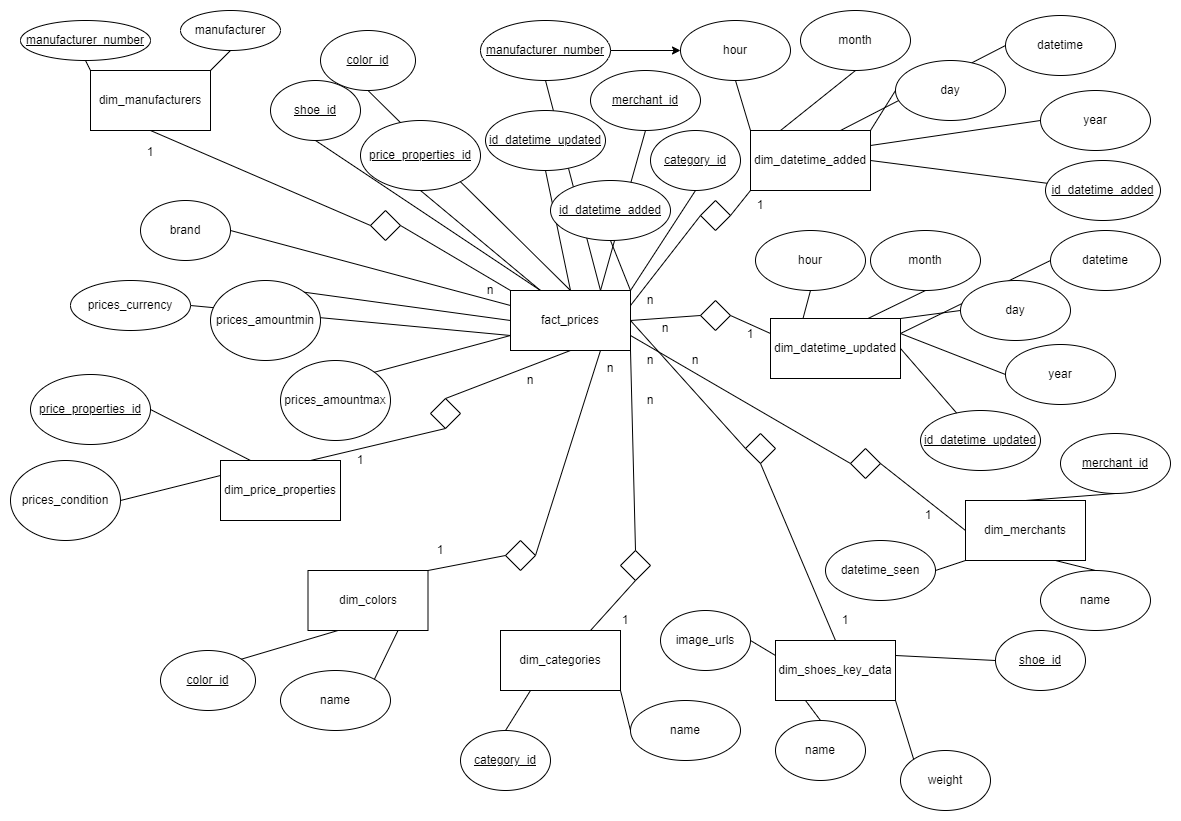 manufacturer_number
manufacturer
dim_manufacturers
1
color_id
shoe_id
price_properties_id
manufacturer_number
merchant_id
id_datetime_updated
category_id
id_datetime_added
hour
month
datetime
day
year
dim_datetime_added
id_datetime_added
1
brand
prices_currency
prices_amountmin
prices_amountmax
n
fact_prices
n
n
n
n
n
n
n
hour
month
datetime
day
1
dim_datetime_updated
year
id_datetime_updated
price_properties_id
prices_condition
dim_price_properties
1
merchant_id
1
dim_merchants
datetime_seen
name
1
dim_colors
color_id
name
1
dim_categories
category_id
name
1
image_urls
dim_shoes_key_data
shoe_id
name
weight